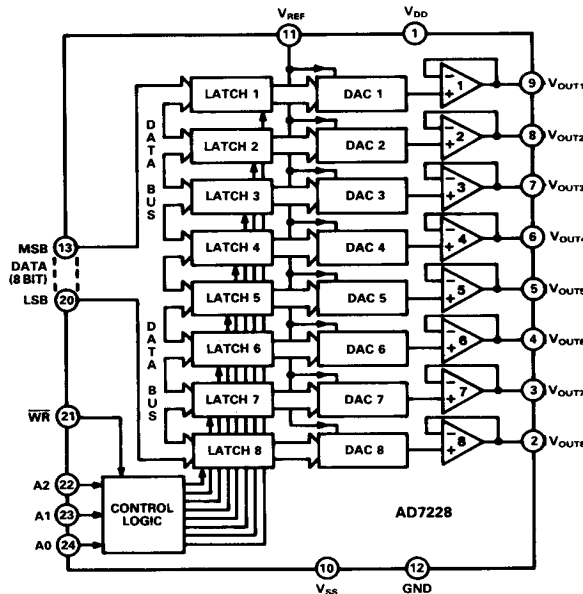 VREF
VDD
11
1
LATCH 1
DAC 1
1
9
VOUT1
LATCH 2
DAC 2
2
8
VOUT2
LATCH 3
DAC 3
3
7
VOUT3
LATCH 4
DAC 4
4
6
VOUT4
LATCH 5
DAC 5
5
5
VOUT5
LATCH 6
DAC 6
6
4
VOUT6
LATCH 7
DAC 7
7
3
VOUT7
LATCH 8
DAC 8
8
2
VOUT8
DATA BUS
DATA BUS
MSB 13
DATA
(8 BIT)
LSB 20
WR 21
A2 22
A1 23
A0 24
CONTROL
LOGIC
AD7228
10
12
VSS
GND